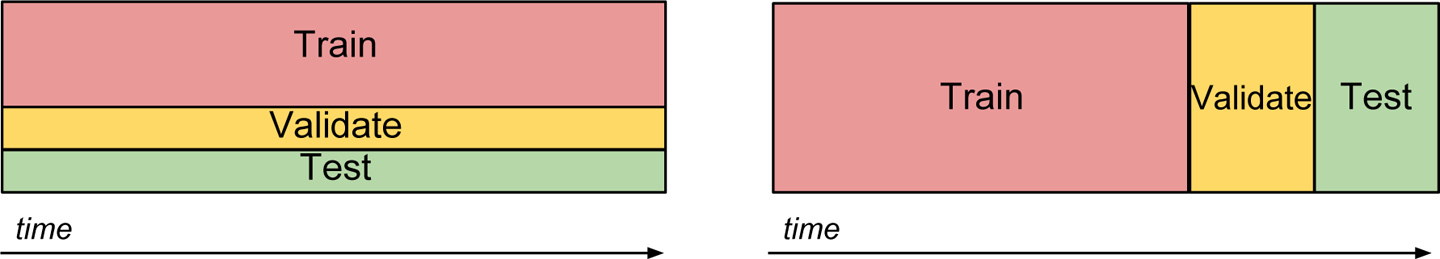 Train
Validate
Test
time
Train
Validate
Test
time